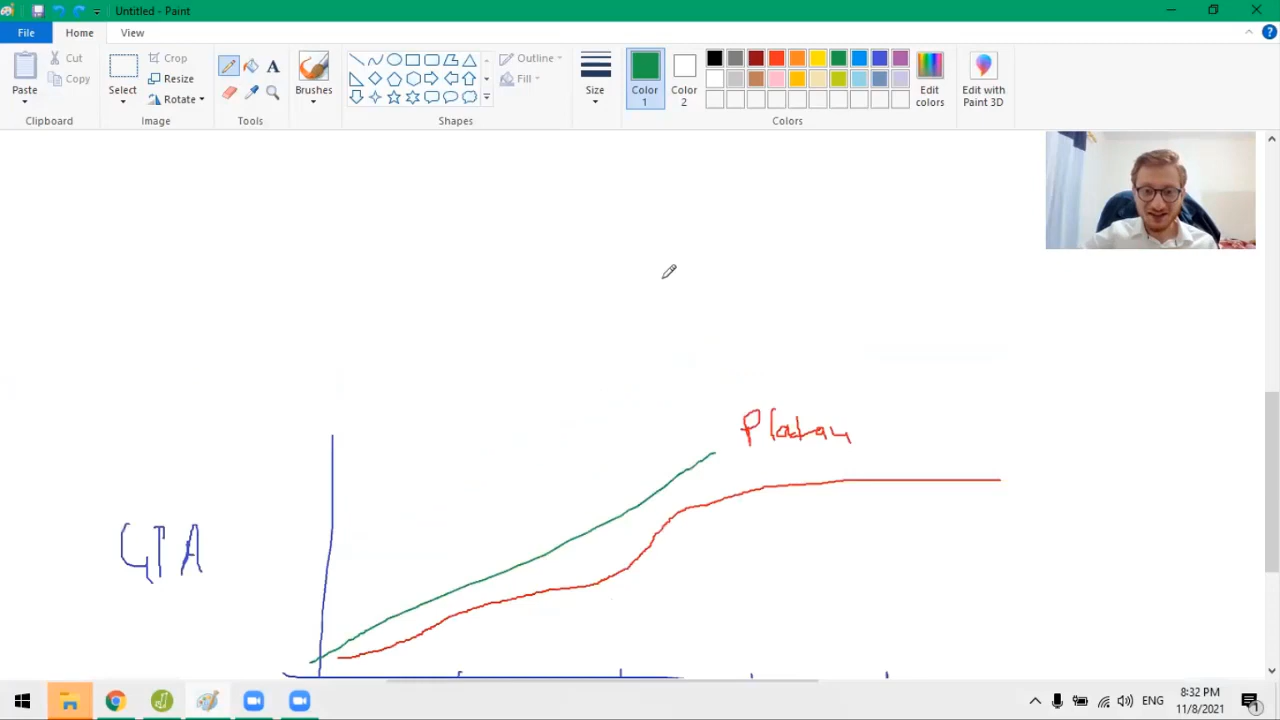 Untitled - Paint
File Home View
Paste
Cut
Copy
Clipboard
Select
Crop
Resize
Rotate
Image
Tools
Brushes
Outline
Fill
Shapes
Size
Color 1
Color 2
Edit colors
Colors
Edit with Paint 3D
Platau
GPA
ENG
8:32 PM
11/8/2021